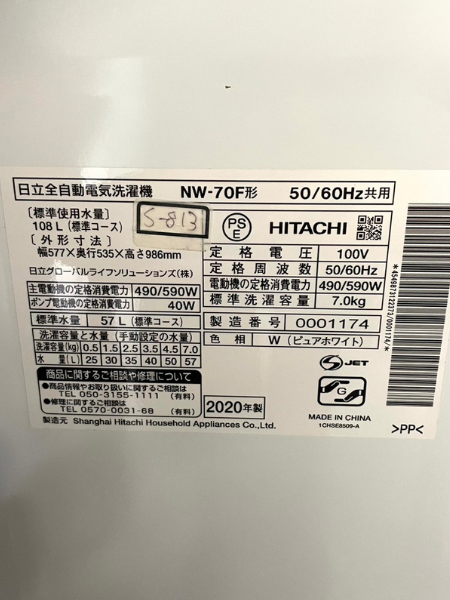 日立全自動電気洗濯機 NW-70F形 50/60Hz共用
〔標準使用水量〕
108 L (標準コース)
S-813
〔外形寸法〕
幅577×奥行535×高さ986mm
日立グローバルライフソリューションズ(株)
主電動機の定格消費電力 490/590W
ポンプ電動機の定格消費電力 40W
標準水量 57 L (標準コース)
洗濯容量と水量(手動設定の水量)
洗濯容量(kg) 0.5 1.5 2.5 3.5 4.5 7.0
水量(L) 25 30 35 40 50 57
商品に関するご相談や修理について
商品情報やお取り扱いに関するご相談は
TEL 050-3155-1111 (有料)
●修理に関するご相談は
TEL 0570-0031-68 (有料)
製造元 Shanghai Hitachi Household Appliances Co.,Ltd.
PS
E
HITACHI
定格電圧 100V
定格周波数 50/60Hz
電動機の定格消費電力 490/590W
標準洗濯容量 7.0kg
製造番号 0001174
色相 W (ピュアホワイト)
2020年製
JET
G
MADE IN CHINA
1CHSE8509-A
>PP<